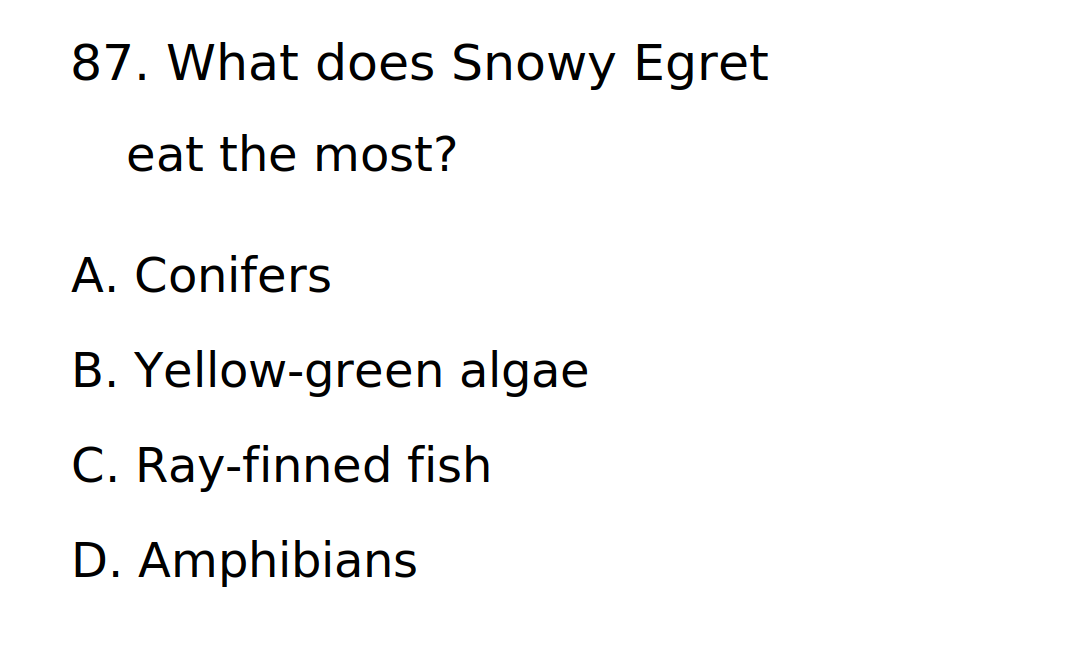 87. What does Snowy Egret
eat the most?
A. Conifers
B. Yellow-green algae
C. Ray-finned fish
D. Amphibians